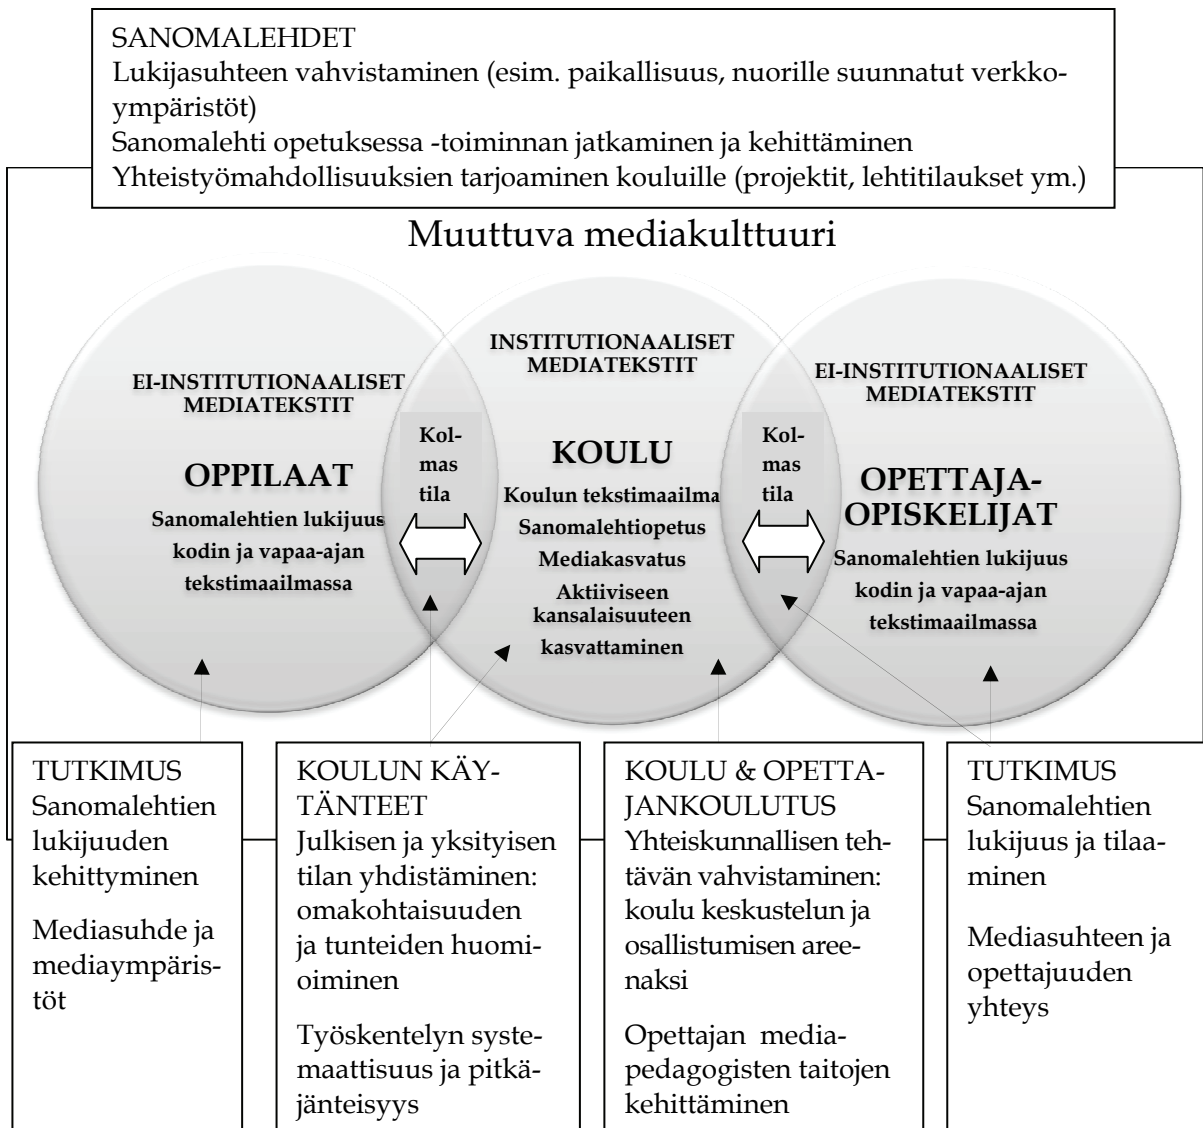 SANOMALEHDET
Lukijasuhteen vahvistaminen (esim. paikallisuus, nuorille suunnatut verkko-
ympäristöt)
Sanomalehti opetuksessa -toiminnan jatkaminen ja kehittäminen
Yhteistyömahdollisuuksien tarjoaminen kouluille (projektit, lehtitilaukset ym.)
Muuttuva mediakulttuuri
EI-INSTITUTIONAALISET
MEDIATEKSTIT
OPPILAAT
Sanomalehtien lukijuus
kodin ja vapaa-ajan
tekstimaailmassa
Kol-
mas
tila
INSTITUTIONAALISET
MEDIATEKSTIT
KOULU
Koulun tekstimaailma
Sanomalehtiopetus
Mediakasvatus
Aktiiviseen
kansalaisuuteen
kasvattaminen
Kol-
mas
tila
EI-INSTITUTIONAALISET
MEDIATEKSTIT
OPETTAJA-
OPISKELIJAT
Sanomalehtien lukijuus
kodin ja vapaa-ajan
tekstimaailmassa
TUTKIMUS
Sanomalehtien
lukijuuden
kehittyminen
Mediasuhde ja
mediaympäris-
töt
KOULUN KÄY-
TÄNTEET
Julkisen ja yksityisen
tilan yhdistäminen:
omakohtaisuuden
ja tunteiden huomi-
oiminen
Työskentelyn syste-
maattisuus ja pitkä-
jänteisyys
KOULU & OPETTA-
JANKOULUTUS
Yhteiskunnallisen teh-
tävän vahvistaminen:
koulu keskustelun ja
osallistumisen aree-
naksi
Opettajan media-
pedagogisten taitojen
kehittäminen
TUTKIMUS
Sanomalehtien
lukijuus ja tilaa-
minen
Mediasuhteen ja
opettajuuden
yhteys